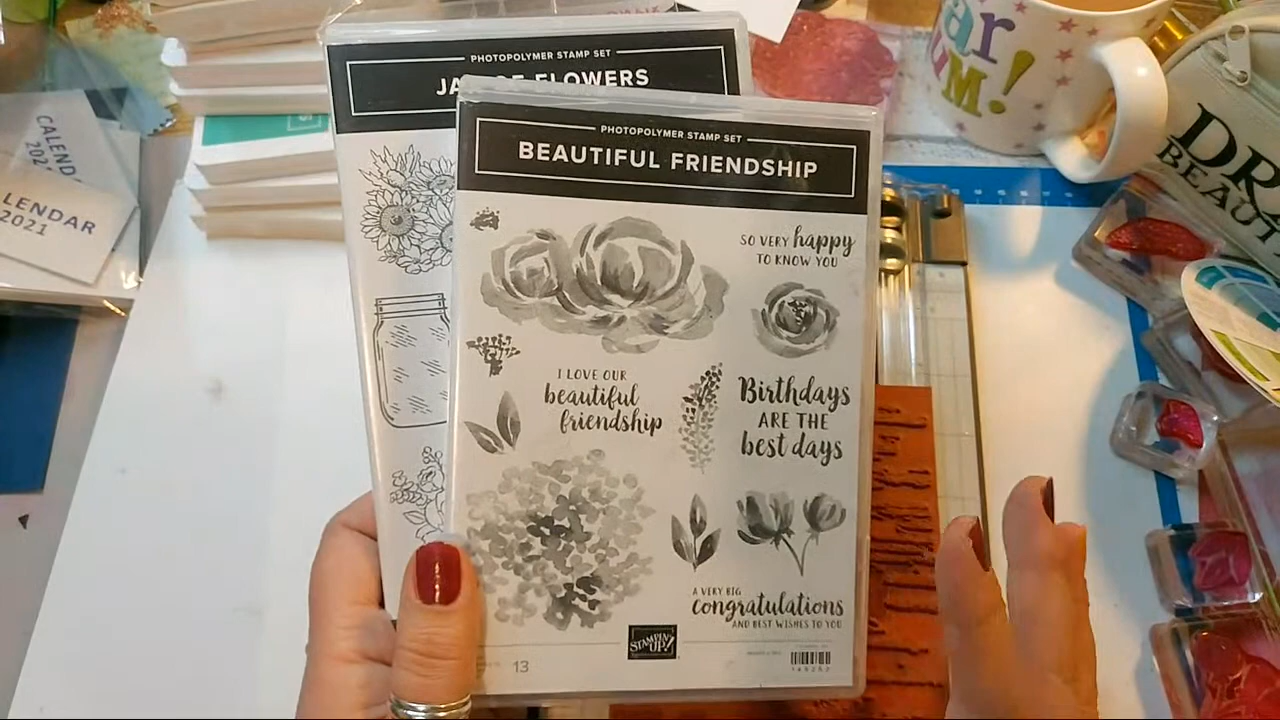 PHOTOPOLYMER STAMP SET
FLOWERS
PHOTOPOLYMER STAMP SET
BEAUTIFUL FRIENDSHIP
SO VERY happy
TO KNOW YOU
I LOVE OUR
beautiful
friendship
Birthdays
ARE THE
best days
A VERY BIG
congratulations
AND BEST WISHES TO YOU
STAMPIN' UP!
13
CALEND
202
LENDAR
2021
ar
UM!
DR
BEAUT